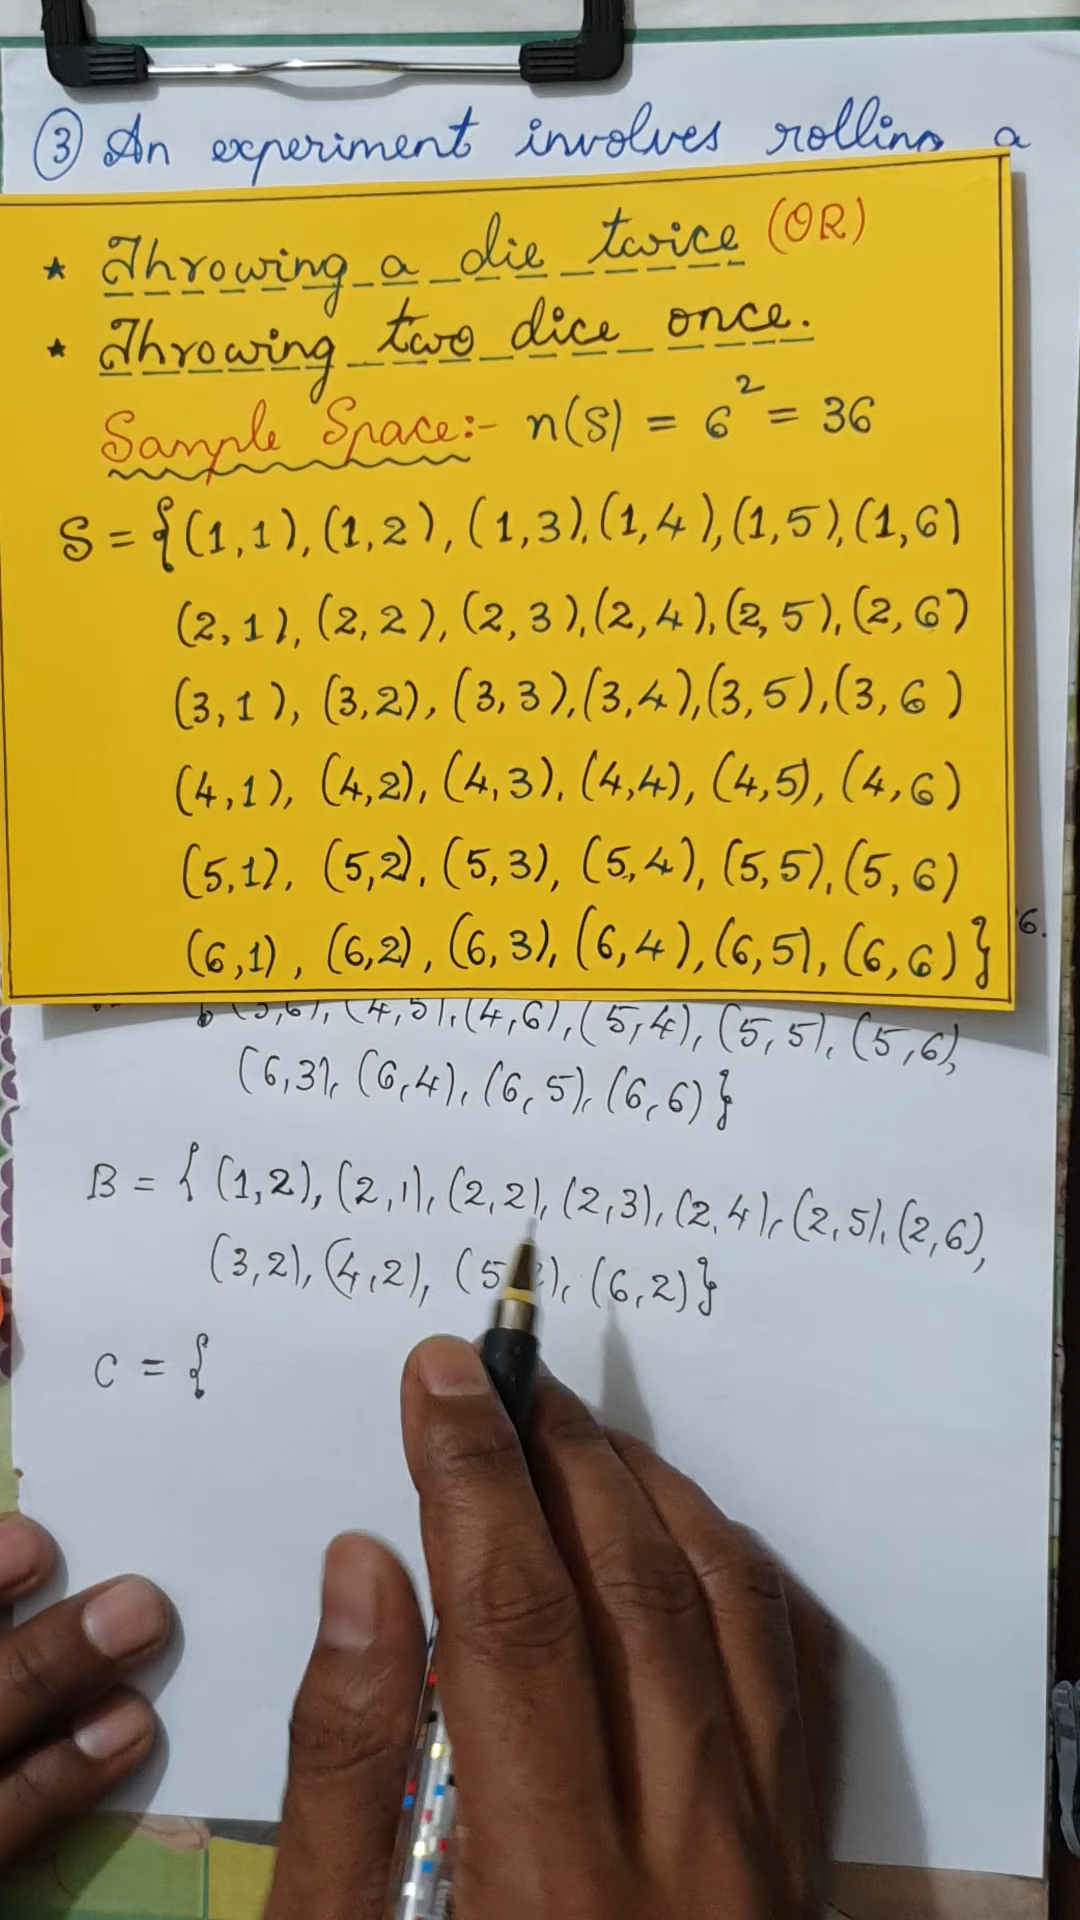 ③ An experiment involves rolling a
* Throwing a die twice (OR)
* Throwing two dice once.
Sample Space:- n(S) = 6² = 36
S = {(1,1), (1,2), (1,3), (1,4), (1,5), (1,6)
(2,1), (2,2), (2,3), (2,4), (2,5), (2,6)
(3,1), (3,2), (3,3), (3,4), (3,5), (3,6)
(4,1), (4,2), (4,3), (4,4), (4,5), (4,6)
(5,1), (5,2), (5,3), (5,4), (5,5), (5,6)
(6,1), (6,2), (6,3), (6,4), (6,5), (6,6)}
6.
(3,6), (4,5), (4,6), (5,4), (5,5), (5,6),
(6,3), (6,4), (6,5), (6,6)}
B = { (1,2), (2,1), (2,2), (2,3), (2,4), (2,5), (2,6),
(3,2), (4,2), (5,2), (6,2)}
C = {